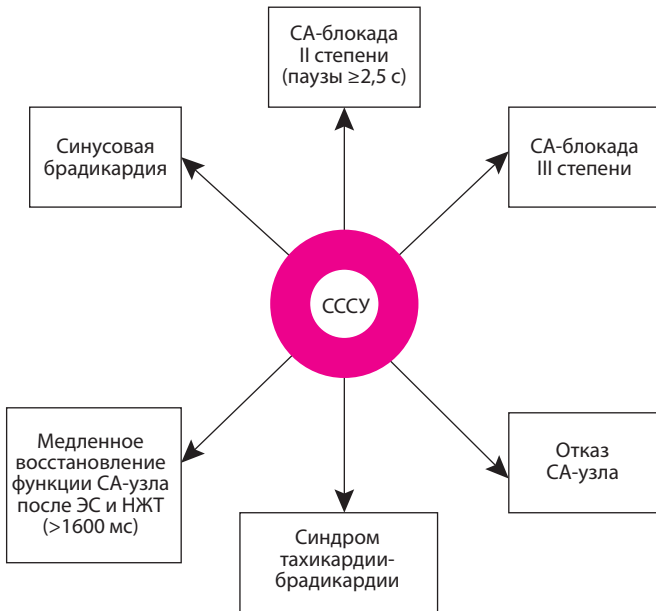 СА-блокада
II степени
(паузы ≥2,5 с)
Синусовая
брадикардия
СА-блокада
III степени
СССУ
Медленное
восстановление
функции СА-узла
после ЭС и НЖТ
(>1600 мс)
Синдром
тахикардии-
брадикардии
Отказ
СА-узла